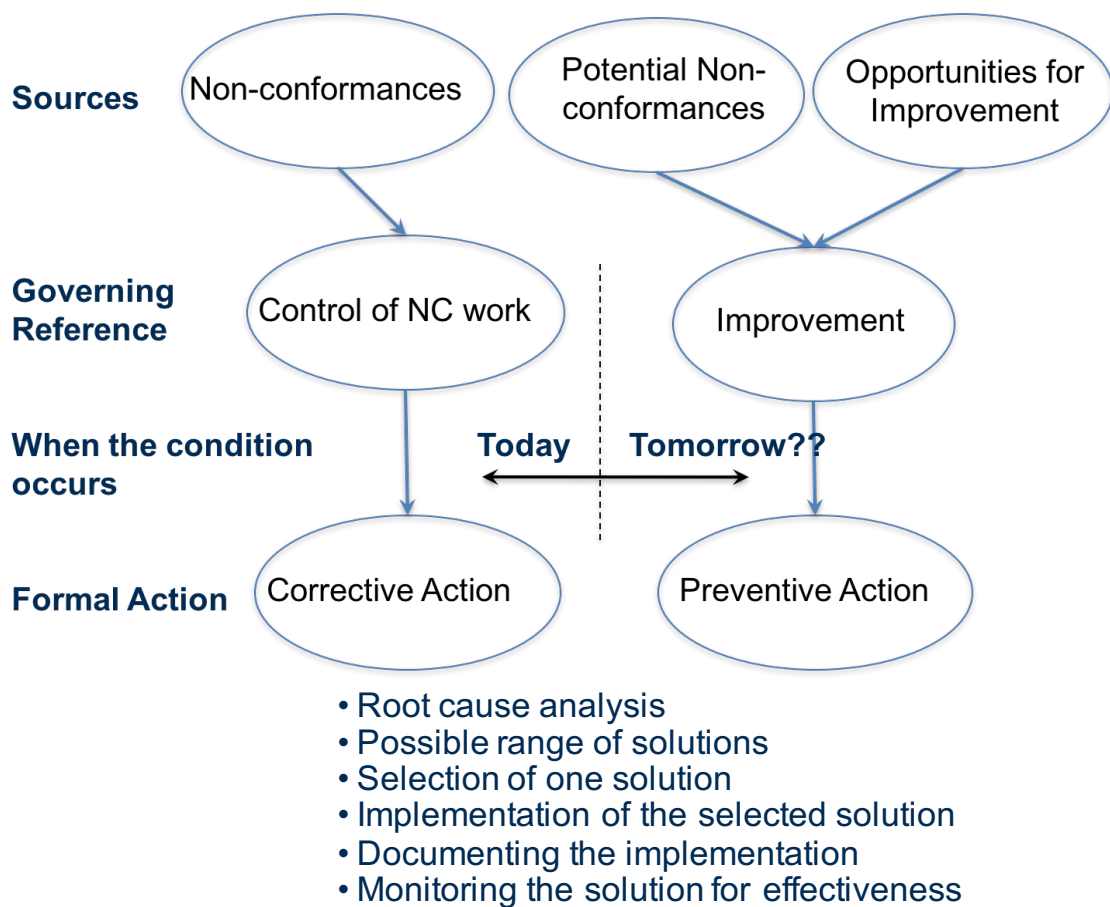 Sources
Non-conformances
Potential Non-
conformances
Opportunities for
Improvement
Governing
Reference
Control of NC work
Improvement
When the condition
occurs
Today
Tomorrow??
Formal Action
Corrective Action
Preventive Action
• Root cause analysis
• Possible range of solutions
• Selection of one solution
• Implementation of the selected solution
• Documenting the implementation
• Monitoring the solution for effectiveness